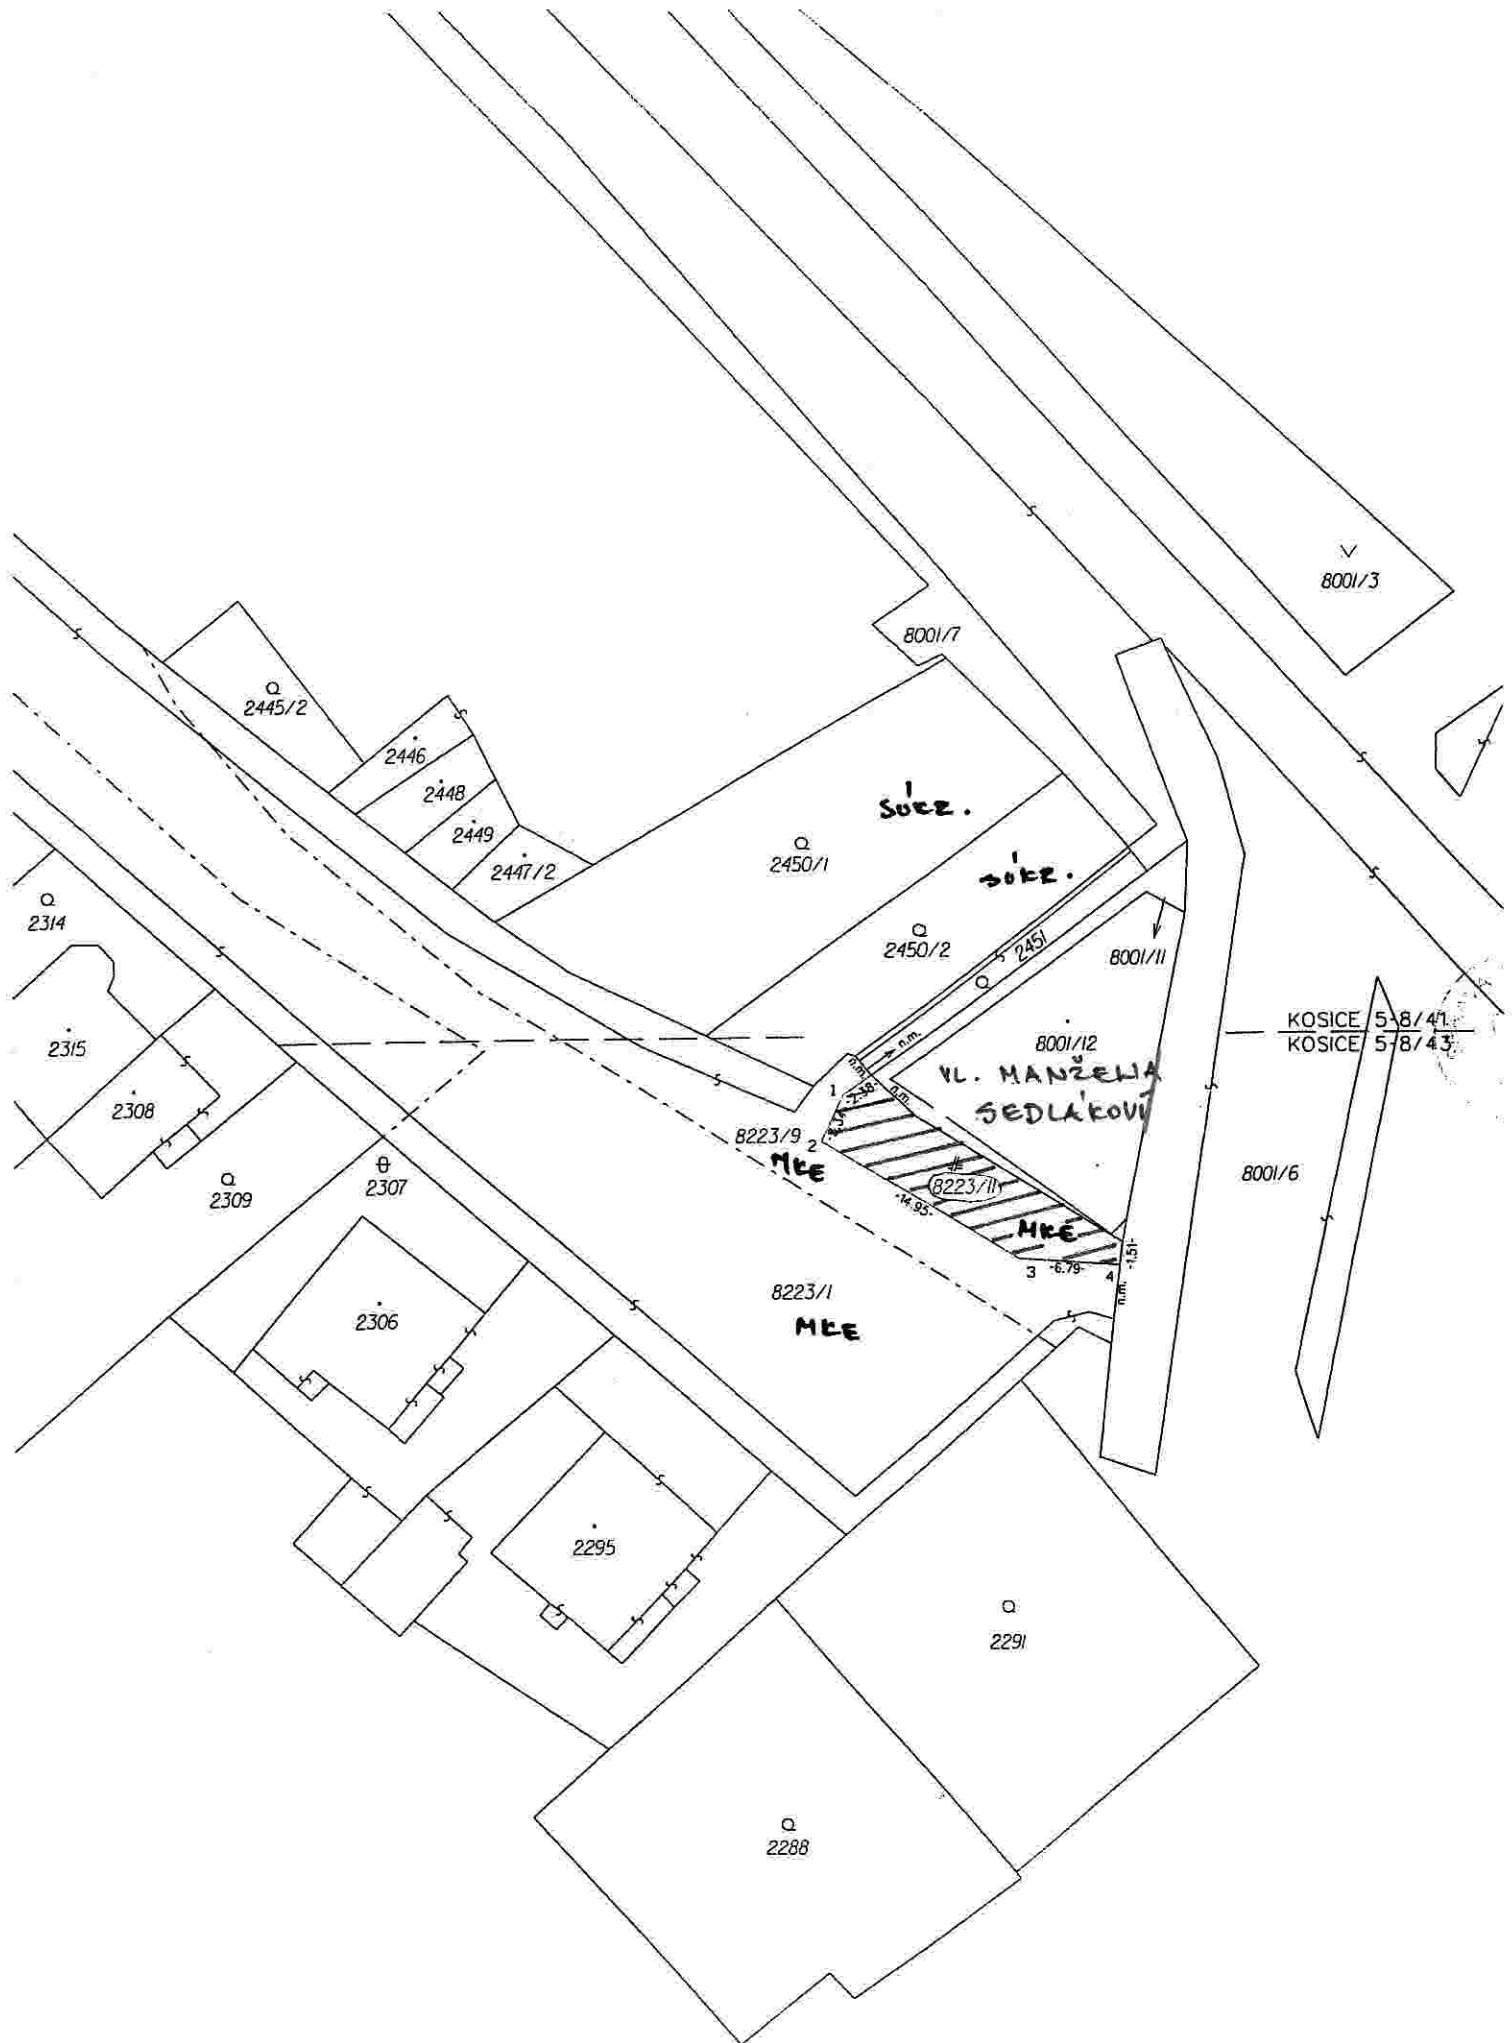 8001/3
8001/7
2445/2
2446
2448
2449
2447/2
SÚKR.
2450/1
SÚKR.
2450/2
2451
8001/11
2314
2315
2308
2309
2307
KOSICE 5-8/41
KOSICE 5-8/43
8001/12
VL. MANŽELIA
SEDLÁKOVÍ
n.m.
n.m.
n.m.
1
-2.38-
2
8223/9
MKE
8223/11
-14.95-
MKE
8001/6
3
-6.79-
4
-1.51-
n.m.
8223/1
MKE
2306
2295
2291
2288